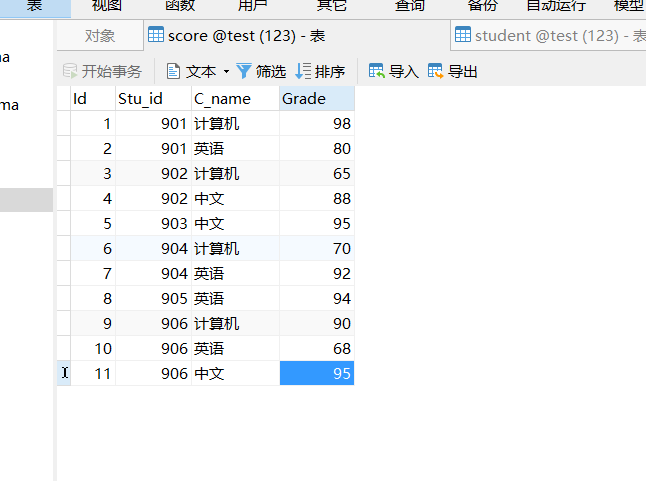 表 视图 函数 用户 其它 查询 备份 自动运行 模型
对象 score @test (123) - 表 student @test (123) - 表
开始事务 文本 筛选 排序 导入 导出
Id Stu_id C_name Grade
1 901 计算机 98
2 901 英语 80
3 902 计算机 65
4 902 中文 88
5 903 中文 95
6 904 计算机 70
7 904 英语 92
8 905 英语 94
9 906 计算机 90
10 906 英语 68
11 906 中文 95